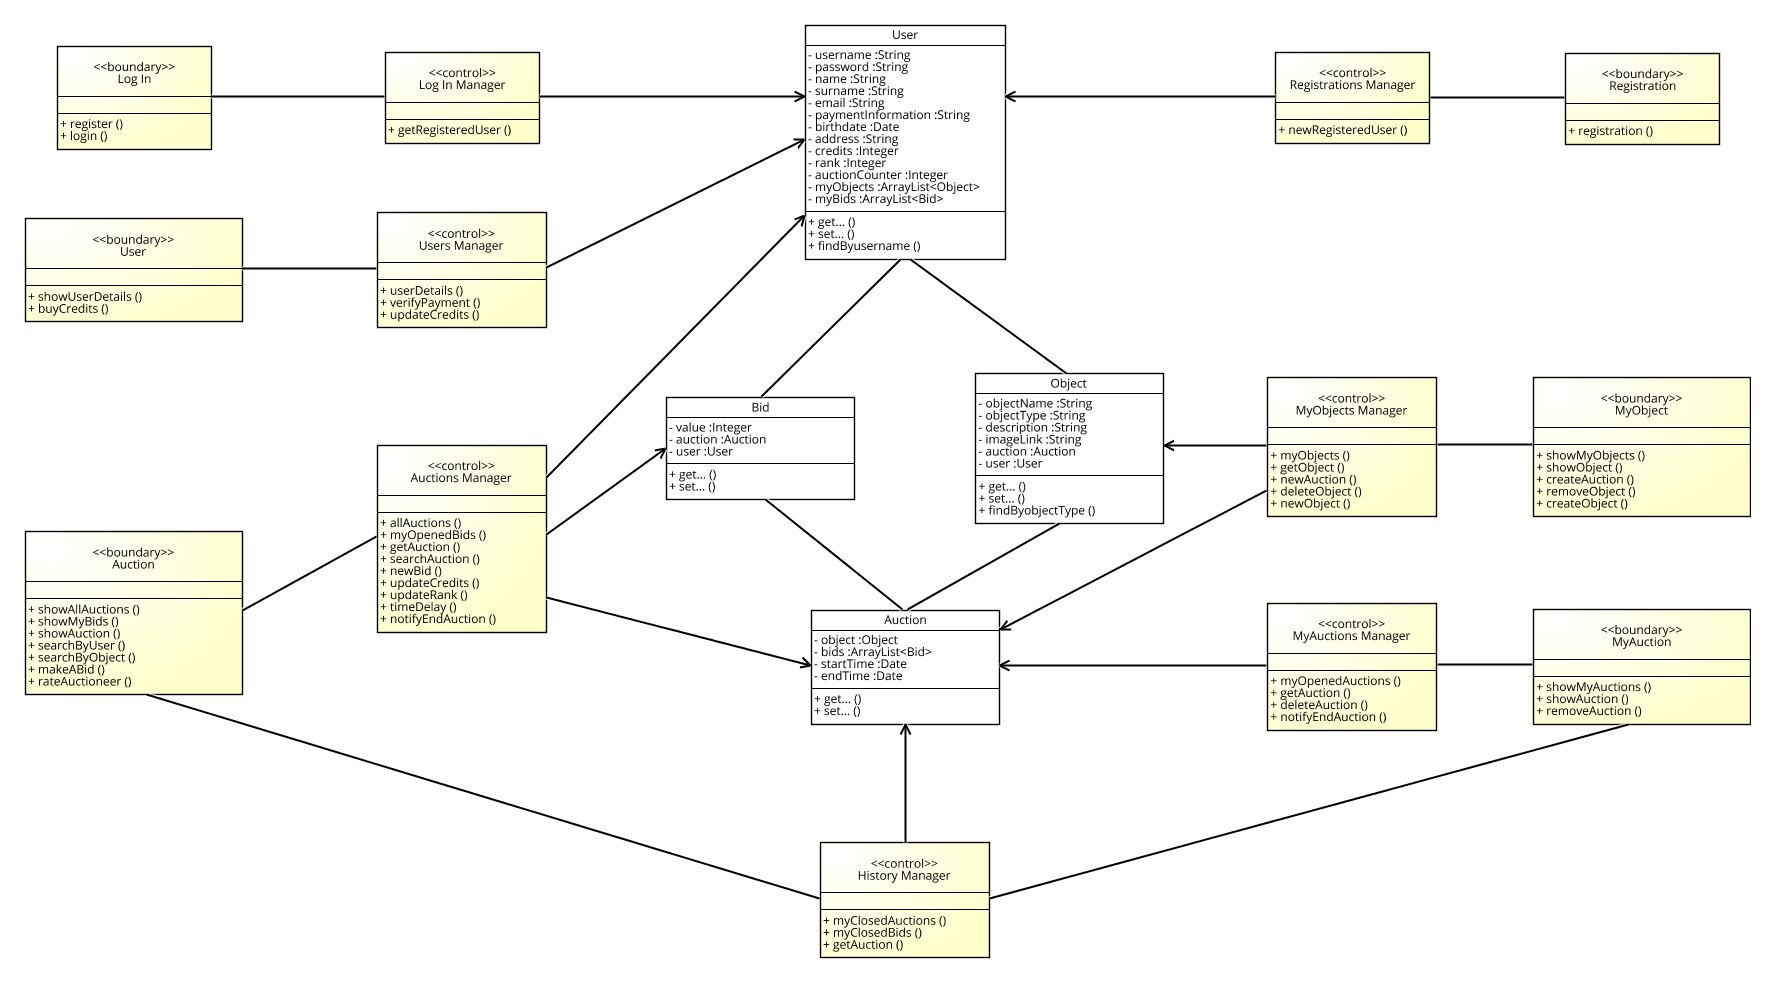 <<boundary>>
Log In
+ register ()
+ login ()
<<control>>
Log In Manager
+ getRegisteredUser ()
User
- username :String
- password :String
- name :String
- surname :String
- email :String
- paymentInformation :String
- birthdate :Date
- address :String
- credits :Integer
- rank :Integer
- auctionCounter :Integer
- myObjects :ArrayList<Object>
- myBids :ArrayList<Bid>
+ get... ()
+ set... ()
+ findByusername ()
<<control>>
Registrations Manager
+ newRegisteredUser ()
<<boundary>>
Registration
+ registration ()
<<boundary>>
User
+ showUserDetails ()
+ buyCredits ()
<<control>>
Users Manager
+ userDetails ()
+ verifyPayment ()
+ updateCredits ()
Bid
- value :Integer
- auction :Auction
- user :User
+ get... ()
+ set... ()
Object
- objectName :String
- objectType :String
- description :String
- imageLink :String
- auction :Auction
- user :User
+ get... ()
+ set... ()
+ findByobjectType ()
<<control>>
MyObjects Manager
+ myObjects ()
+ getObject ()
+ newAuction ()
+ deleteObject ()
+ newObject ()
<<boundary>>
MyObject
+ showMyObjects ()
+ showObject ()
+ createAuction ()
+ removeObject ()
+ createObject ()
<<control>>
Auctions Manager
+ allAuctions ()
+ myOpenedBids ()
+ getAuction ()
+ searchAuction ()
+ newBid ()
+ updateCredits ()
+ updateRank ()
+ timeDelay ()
+ notifyEndAuction ()
<<boundary>>
Auction
+ showAllAuctions ()
+ showMyBids ()
+ showAuction ()
+ searchByUser ()
+ searchByObject ()
+ makeABid ()
+ rateAuctioneer ()
Auction
- object :Object
- bids :ArrayList<Bid>
- startTime :Date
- endTime :Date
+ get... ()
+ set... ()
<<control>>
MyAuctions Manager
+ myOpenedAuctions ()
+ getAuction ()
+ deleteAuction ()
+ notifyEndAuction ()
<<boundary>>
MyAuction
+ showMyAuctions ()
+ showAuction ()
+ removeAuction ()
<<control>>
History Manager
+ myClosedAuctions ()
+ myClosedBids ()
+ getAuction ()